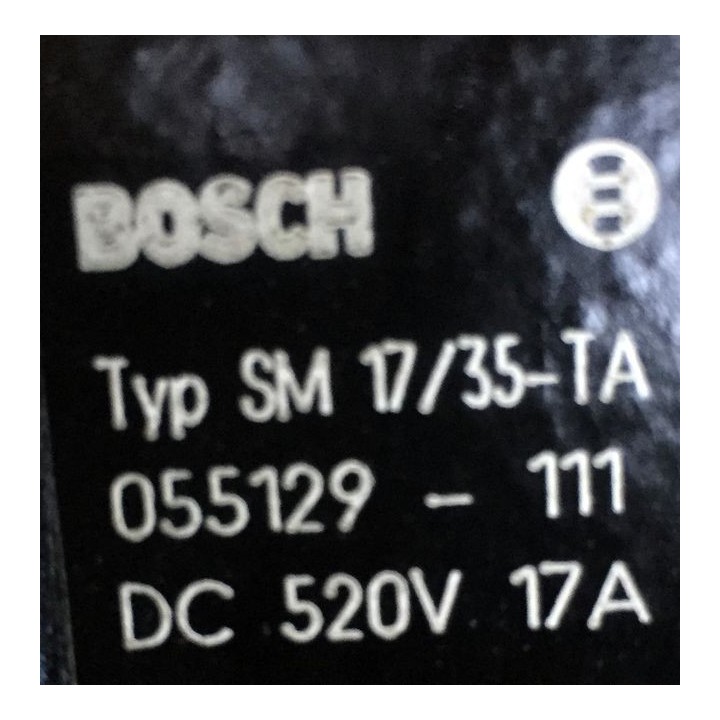 BOSCH
Typ SM 17/35-TA
055129 - 111
DC 520V 17A